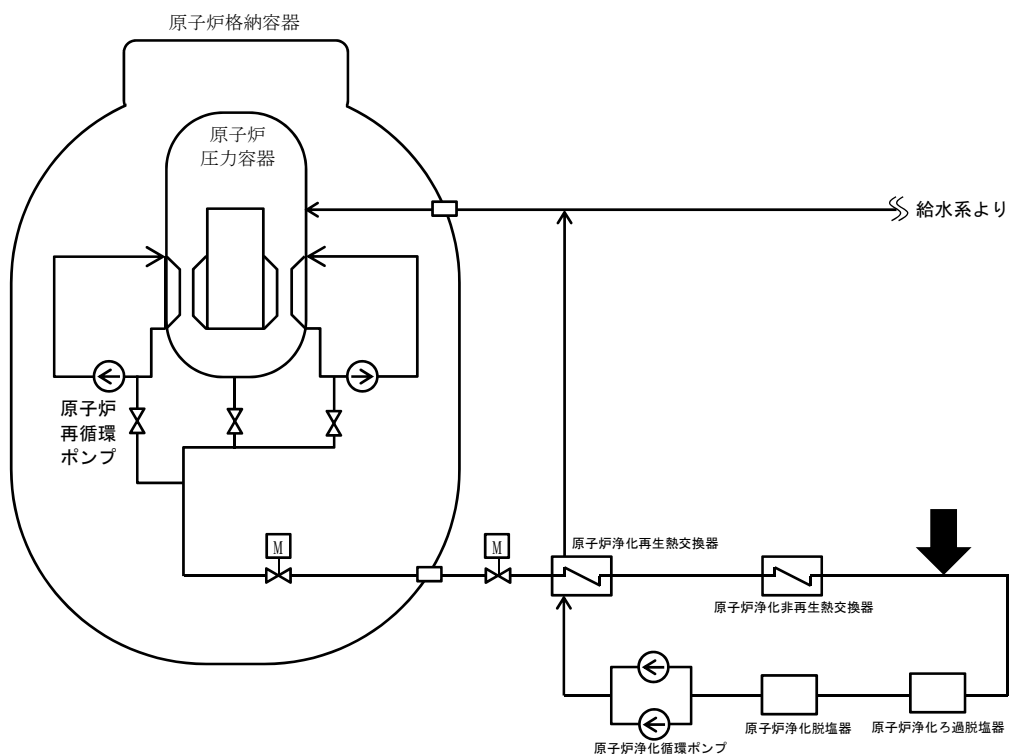 原子炉格納容器
原子炉
圧力容器
給水系より
原子炉
再循環
ポンプ
M
M
原子炉浄化再生熱交換器
原子炉浄化非再生熱交換器
原子炉浄化循環ポンプ
原子炉浄化脱塩器
原子炉浄化ろ過脱塩器